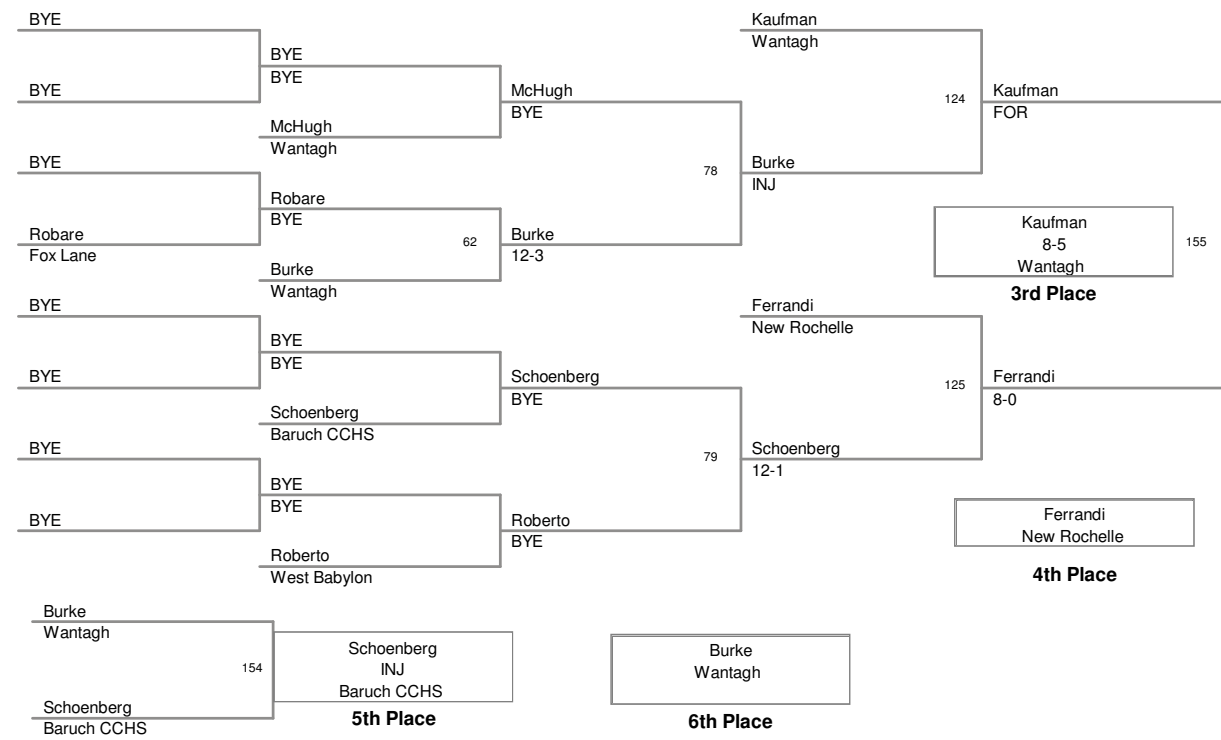 BYE
Kaufman
Wantagh
BYE
BYE
BYE
McHugh
BYE
124
Kaufman
FOR
McHugh
Wantagh
BYE
78
Burke
INJ
Robare
BYE
Kaufman
8-5
Wantagh
155
3rd Place
Robare
Fox Lane
62
Burke
12-3
Burke
Wantagh
BYE
Ferrandi
New Rochelle
BYE
BYE
BYE
Schoenberg
BYE
125
Ferrandi
8-0
Schoenberg
Baruch CCHS
BYE
79
Schoenberg
12-1
BYE
BYE
BYE
Roberto
BYE
Ferrandi
New Rochelle
4th Place
Roberto
West Babylon
Burke
Wantagh
154
Schoenberg
INJ
Baruch CCHS
5th Place
Burke
Wantagh
6th Place
Schoenberg
Baruch CCHS